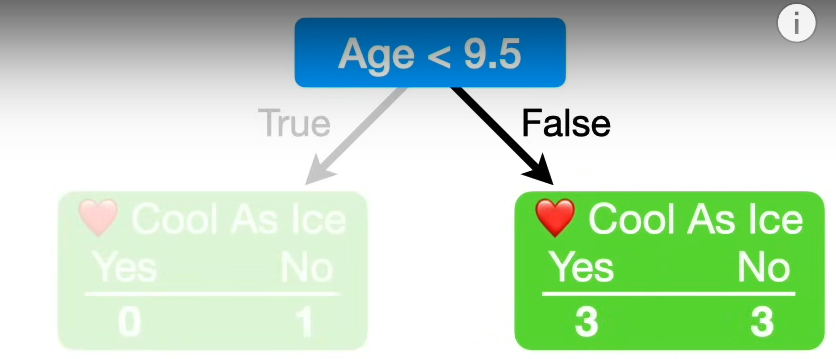 Age < 9.5
True
False
❤️ Cool As Ice
Yes No
0 1
❤️ Cool As Ice
Yes No
3 3